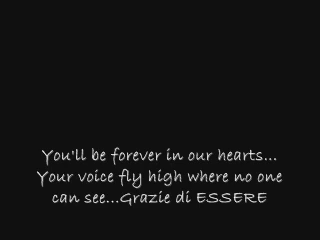 You'll be forever in our hearts...
Your voice fly high where no one
can see...Grazie di ESSERE